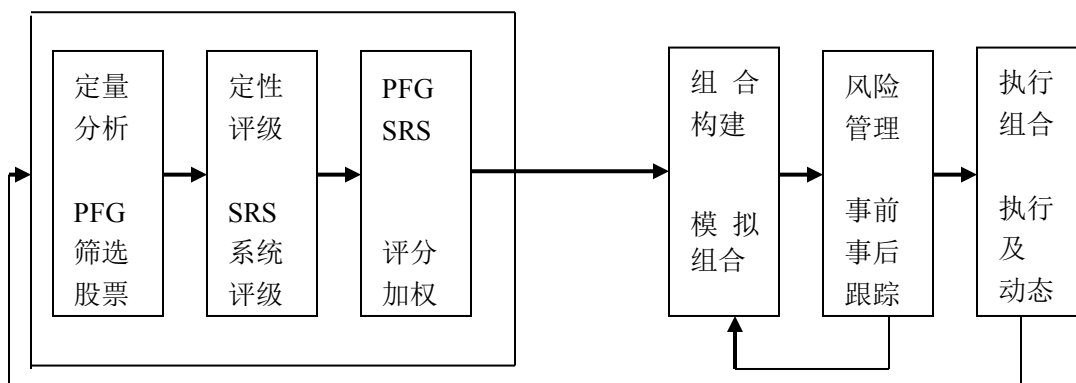 定量
分析
PFG
筛选
股票
定性
评级
SRS
系统
评级
PFG
SRS
评分
加权
组 合
构建
模 拟
组合
风险
管理
事前
事后
跟踪
执行
组合
执行
及
动态